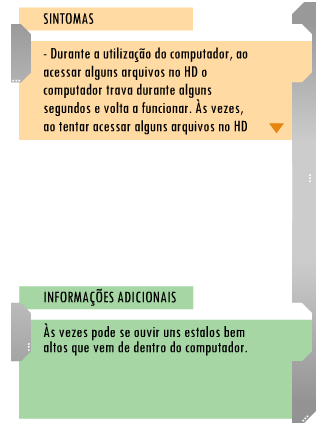 SINTOMAS
- Durante a utilização do computador, ao
acessar alguns arquivos no HD o
computador trava durante alguns
segundos e volta a funcionar. Às vezes,
ao tentar acessar alguns arquivos no HD
INFORMAÇÕES ADICIONAIS
Às vezes pode se ouvir uns estalos bem
altos que vem de dentro do computador.